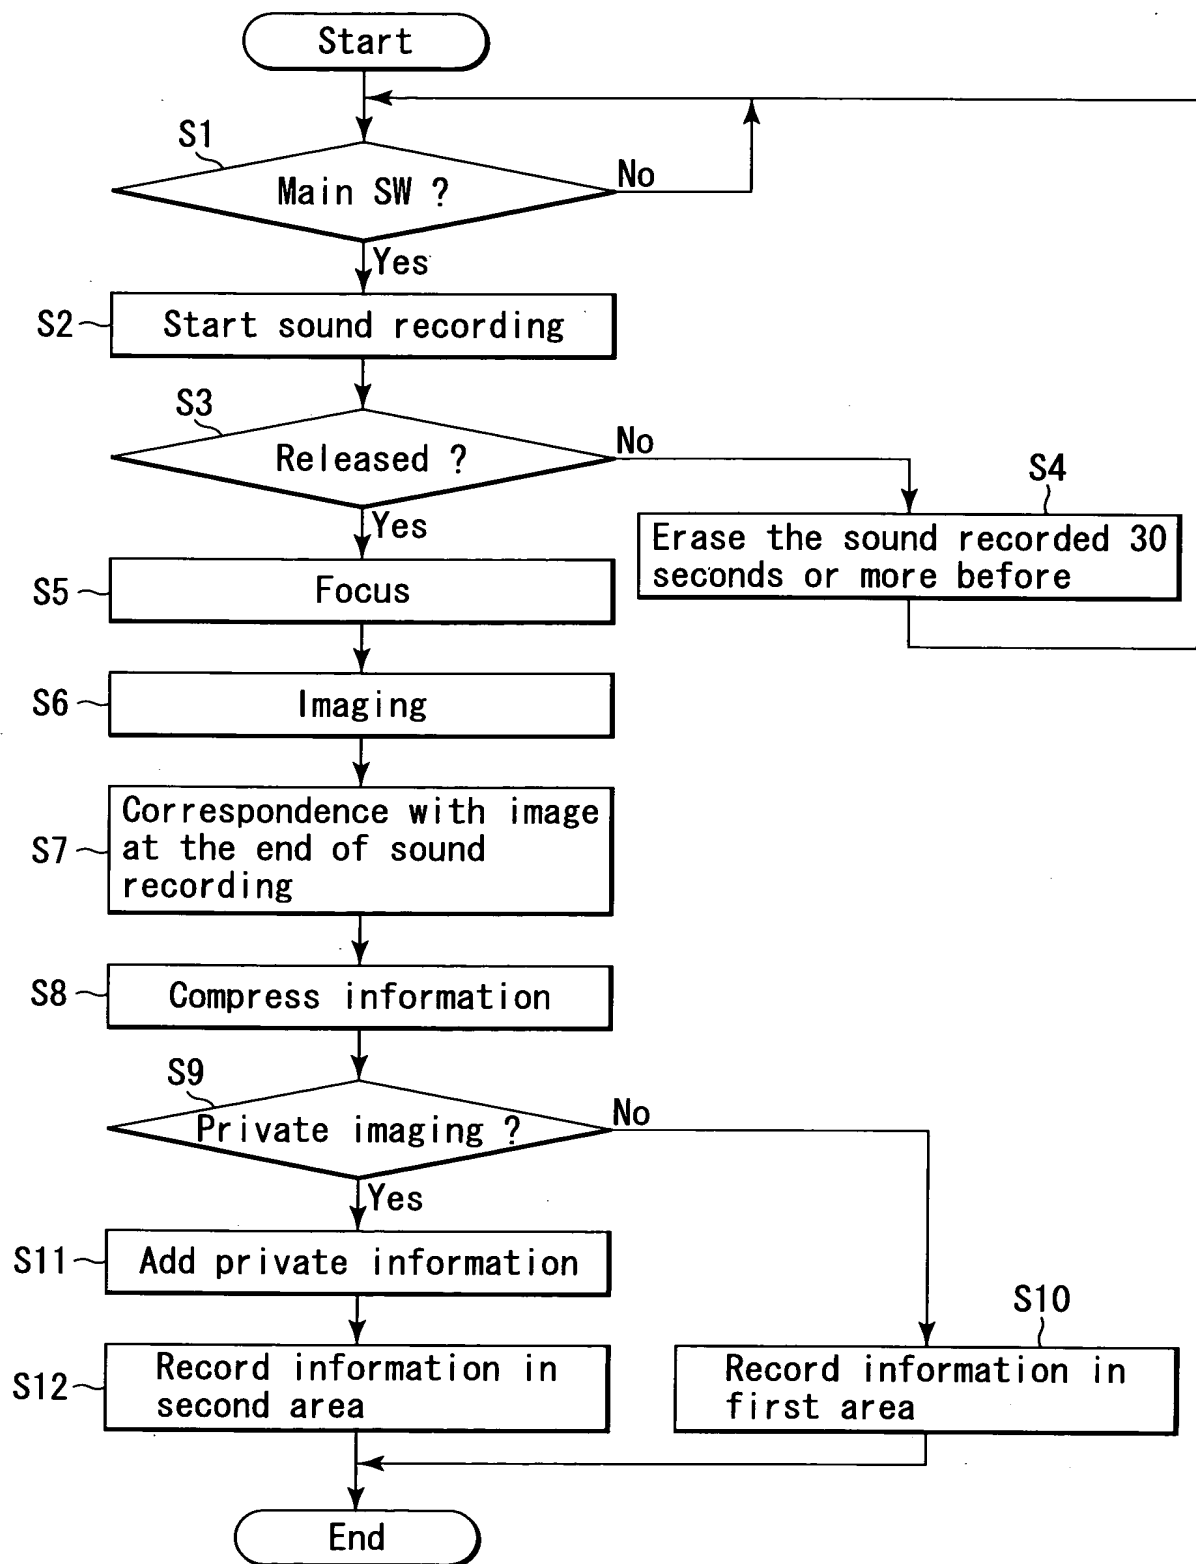 Start
S1
Main SW ?
No
Yes
S2
Start sound recording
S3
Released ?
No
Yes
S4
Erase the sound recorded 30
seconds or more before
S5
Focus
S6
Imaging
S7
Correspondence with image
at the end of sound
recording
S8
Compress information
S9
Private imaging ?
No
Yes
S11
Add private information
S10
S12
Record information in
second area
Record information in
first area
End